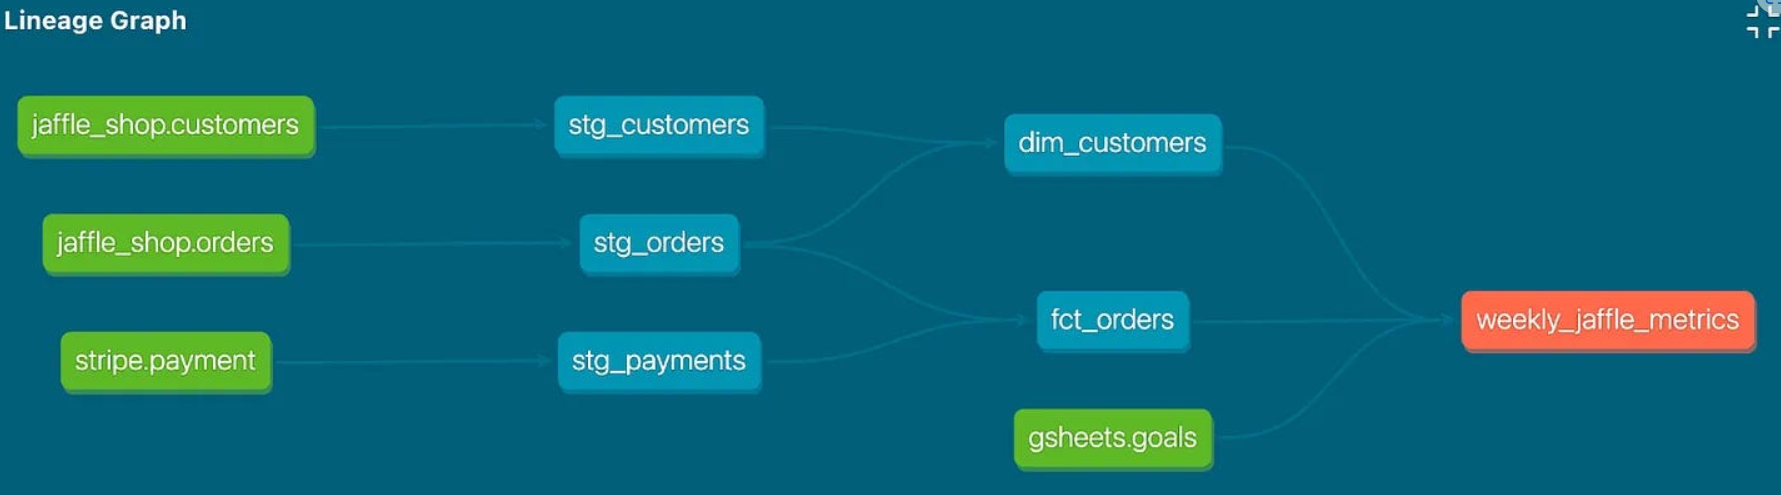 Lineage Graph
jaffle_shop.customers
stg_customers
dim_customers
jaffle_shop.orders
stg_orders
fct_orders
weekly_jaffle_metrics
stripe.payment
stg_payments
gsheets.goals